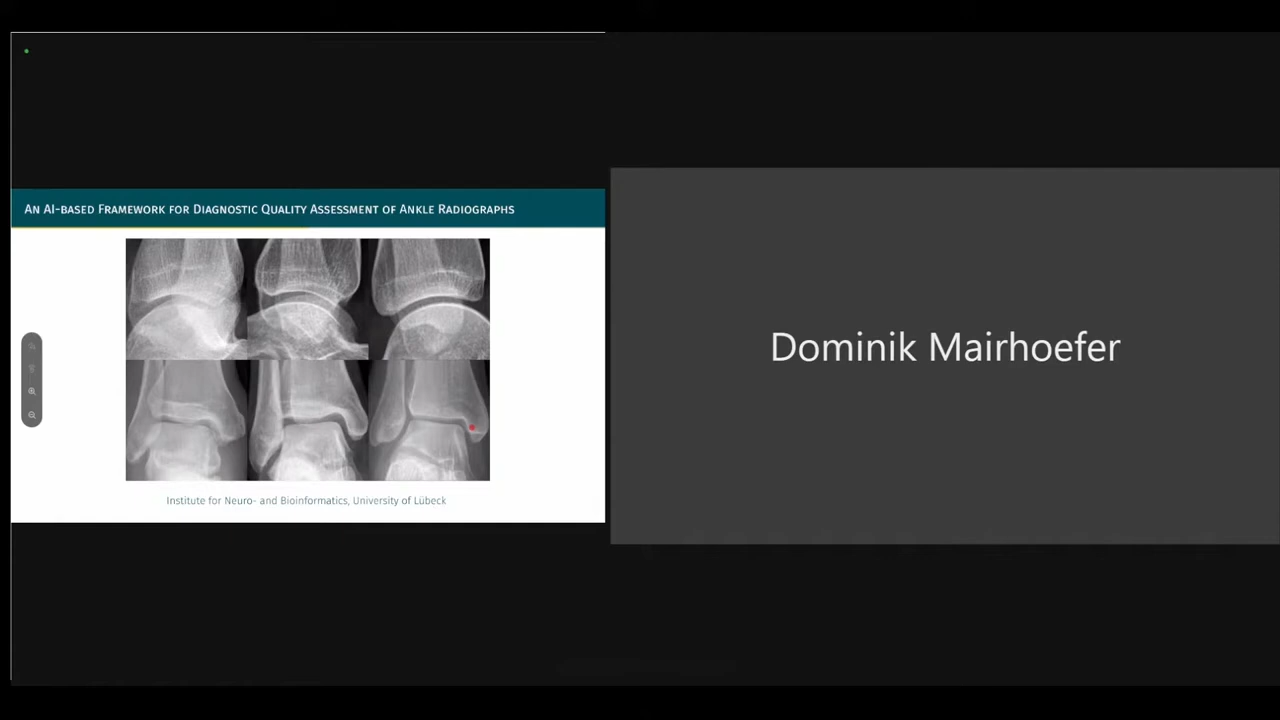 An AI-based Framework for Diagnostic Quality Assessment of Ankle Radiographs
Institute for Neuro- and Bioinformatics, University of Lübeck
Dominik Mairhoefer